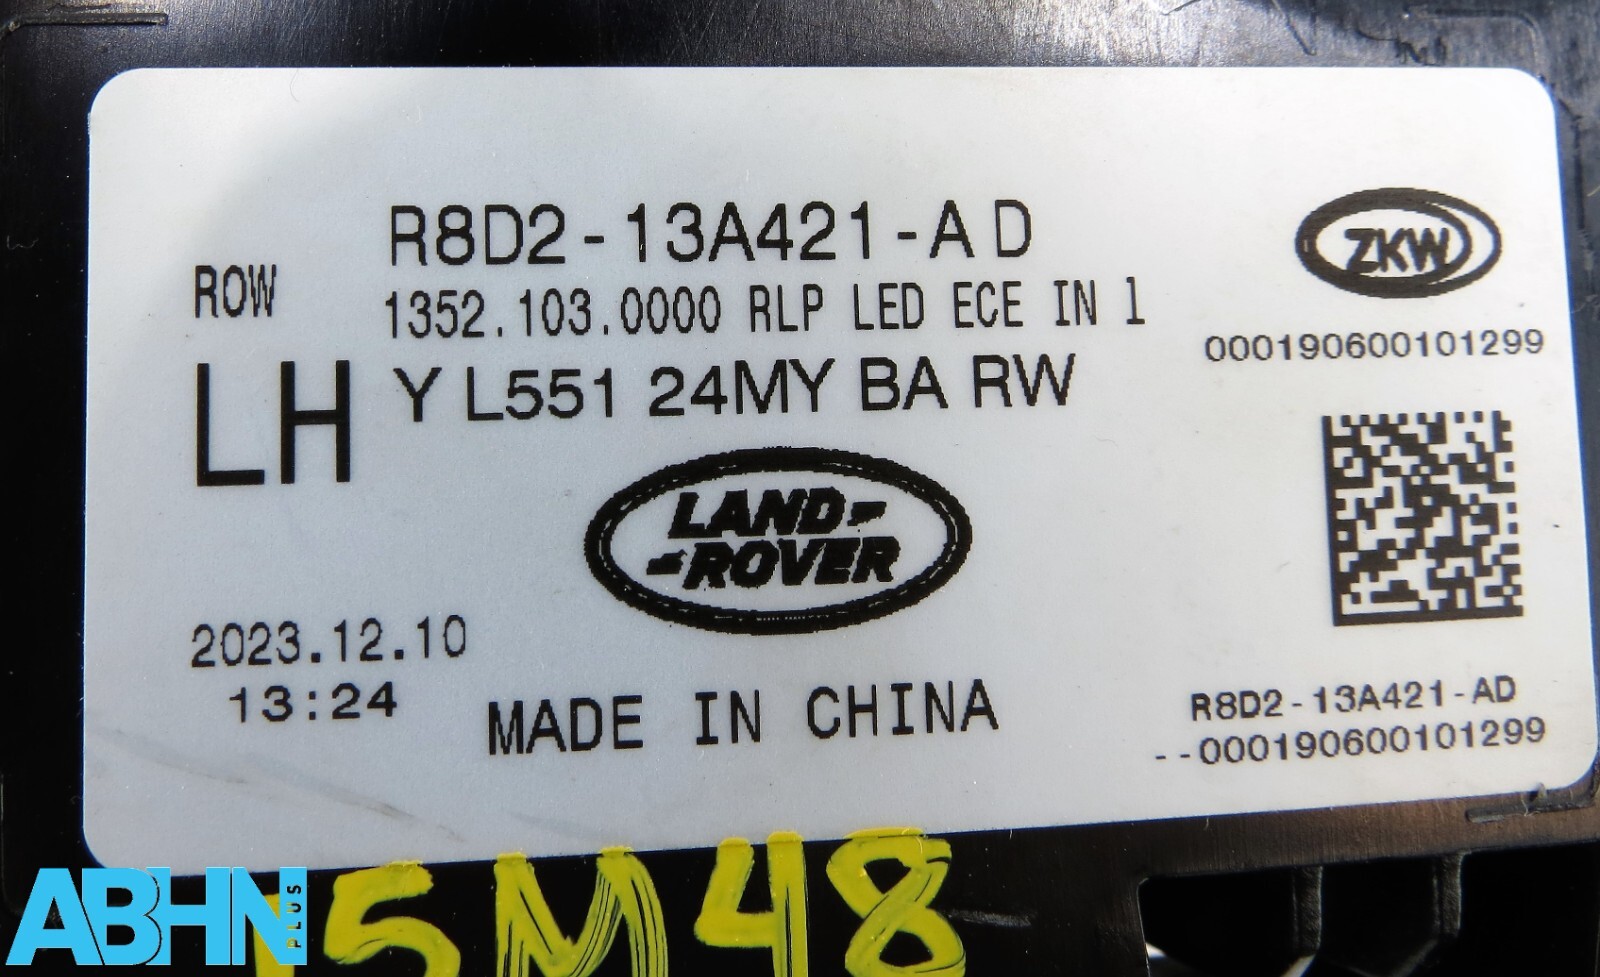 R8D2-13A421-AD
ROW
1352.103.0000 RLP LED ECE IN 1
LH
Y L551 24MY BA RW
ZKW
000190600101299
LAND-
-ROVER
2023.12.10
13:24
MADE IN CHINA
R8D2-13A421-AD
--000190600101299
ABHN
PLUS
15M48